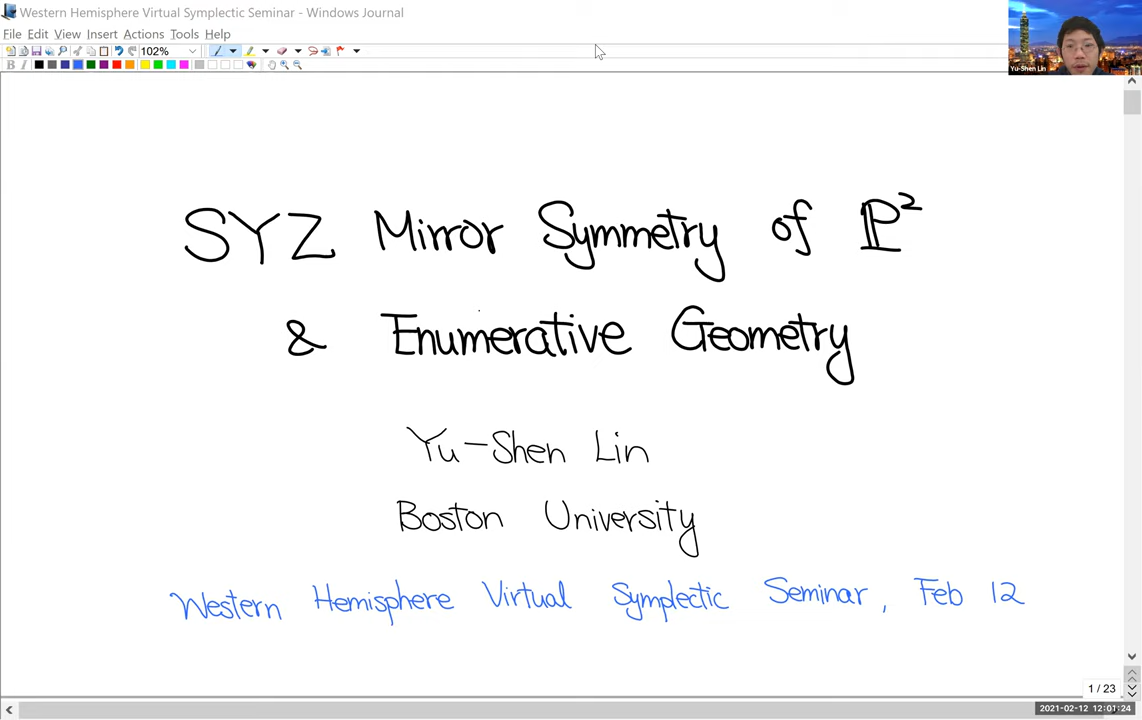 Western Hemisphere Virtual Symplectic Seminar - Windows Journal
File Edit View Insert Actions Tools Help
102%
B I
Yu-Shen Lin
SYZ Mirror Symmetry of ℙ²
& Enumerative Geometry
Yu-Shen Lin
Boston University
Western Hemisphere Virtual Symplectic Seminar, Feb 12
1 / 23
2021-02-12 12:01:24